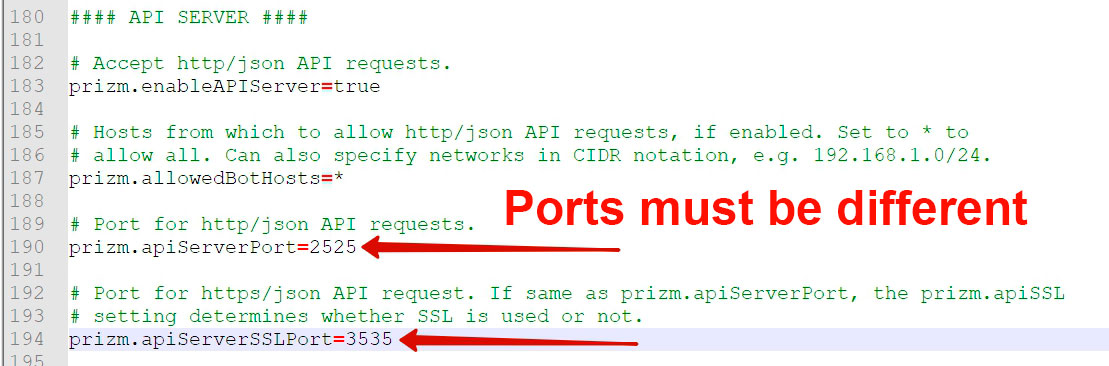 180 #### API SERVER ####
181
182 # Accept http/json API requests.
183 prizm.enableAPIServer=true
184
185 # Hosts from which to allow http/json API requests, if enabled. Set to * to
186 # allow all. Can also specify networks in CIDR notation, e.g. 192.168.1.0/24.
187 prizm.allowedBotHosts=*
188
Ports must be different
189 # Port for http/json API requests.
190 prizm.apiServerPort=2525
191
192 # Port for https/json API request. If same as prizm.apiServerPort, the prizm.apiSSL
193 # setting determines whether SSL is used or not.
194 prizm.apiServerSSLPort=3535
195